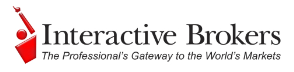 Interactive Brokers
The Professional's Gateway to the World's Markets